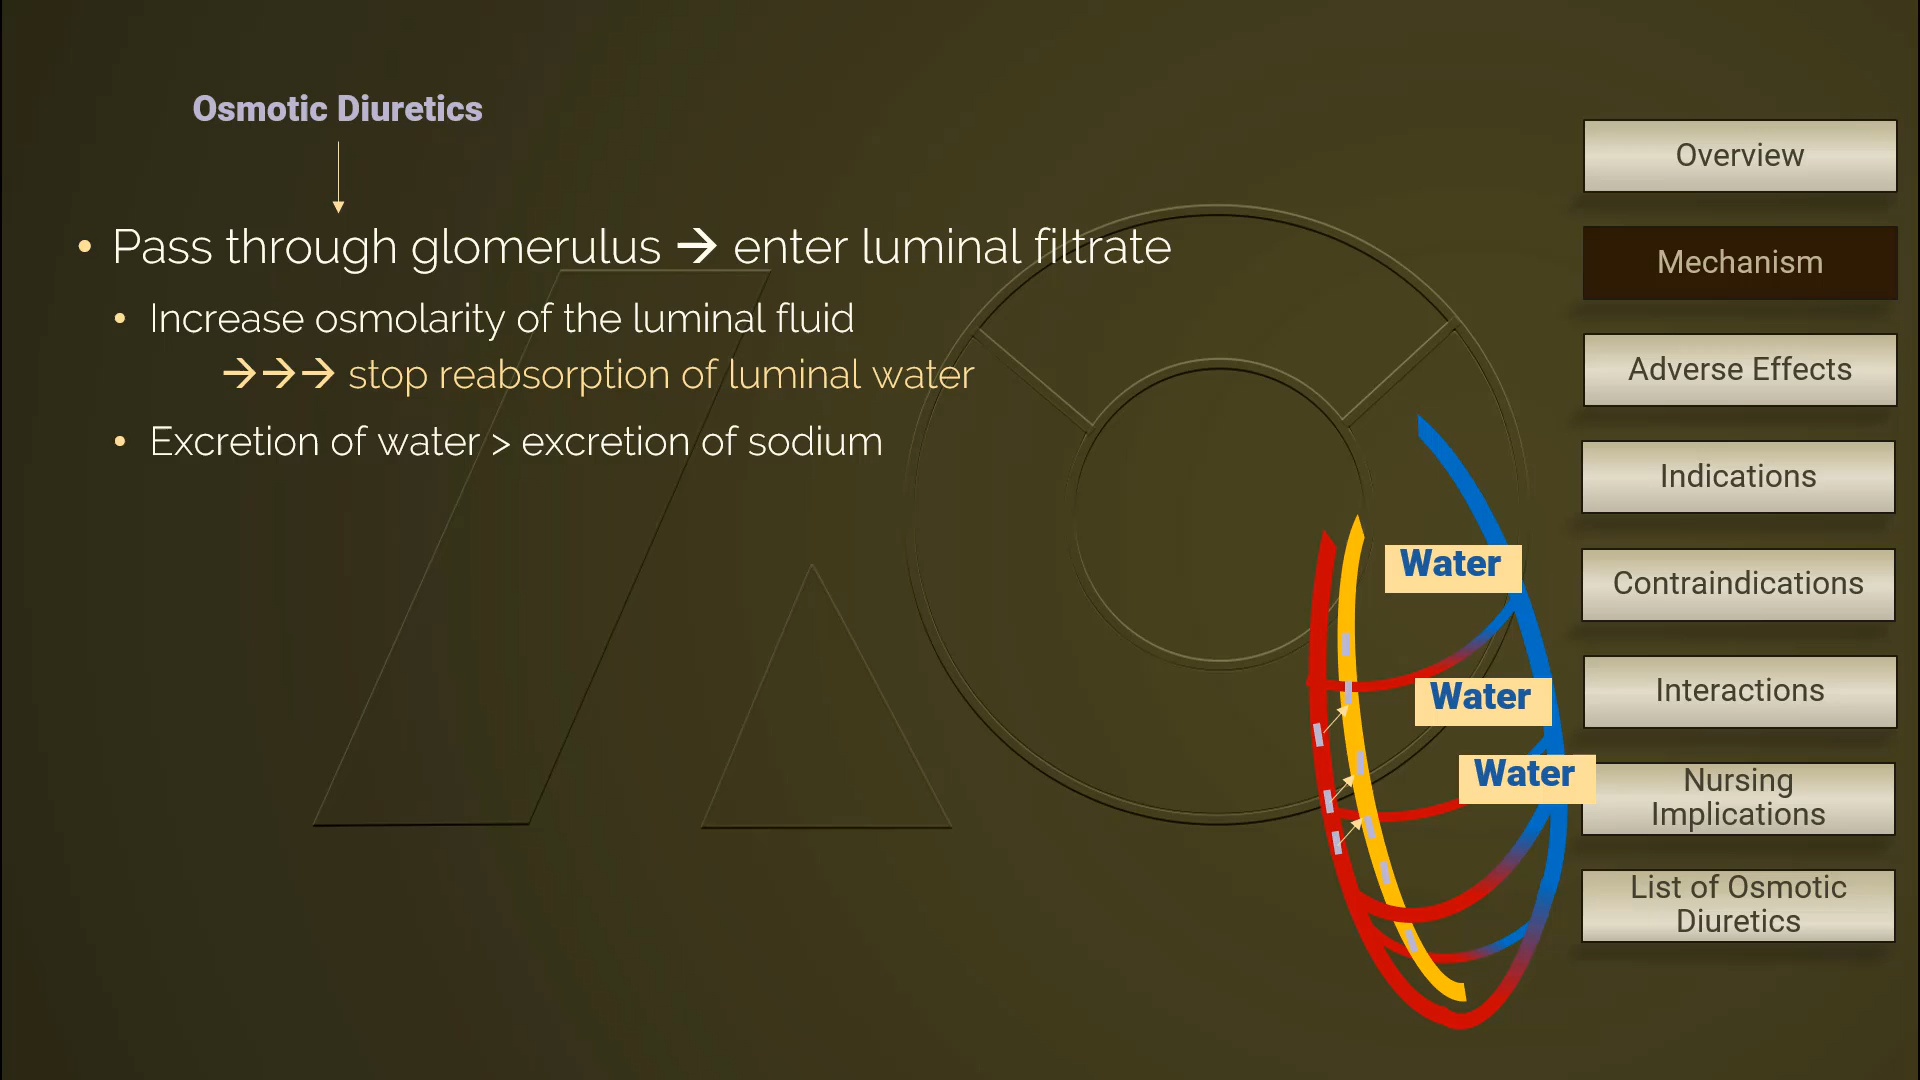 Osmotic Diuretics
• Pass through glomerulus → enter luminal filtrate
• Increase osmolarity of the luminal fluid
→→→ stop reabsorption of luminal water
• Excretion of water > excretion of sodium
Water
Water
Water
Overview
Mechanism
Adverse Effects
Indications
Contraindications
Interactions
Nursing
Implications
List of Osmotic
Diuretics